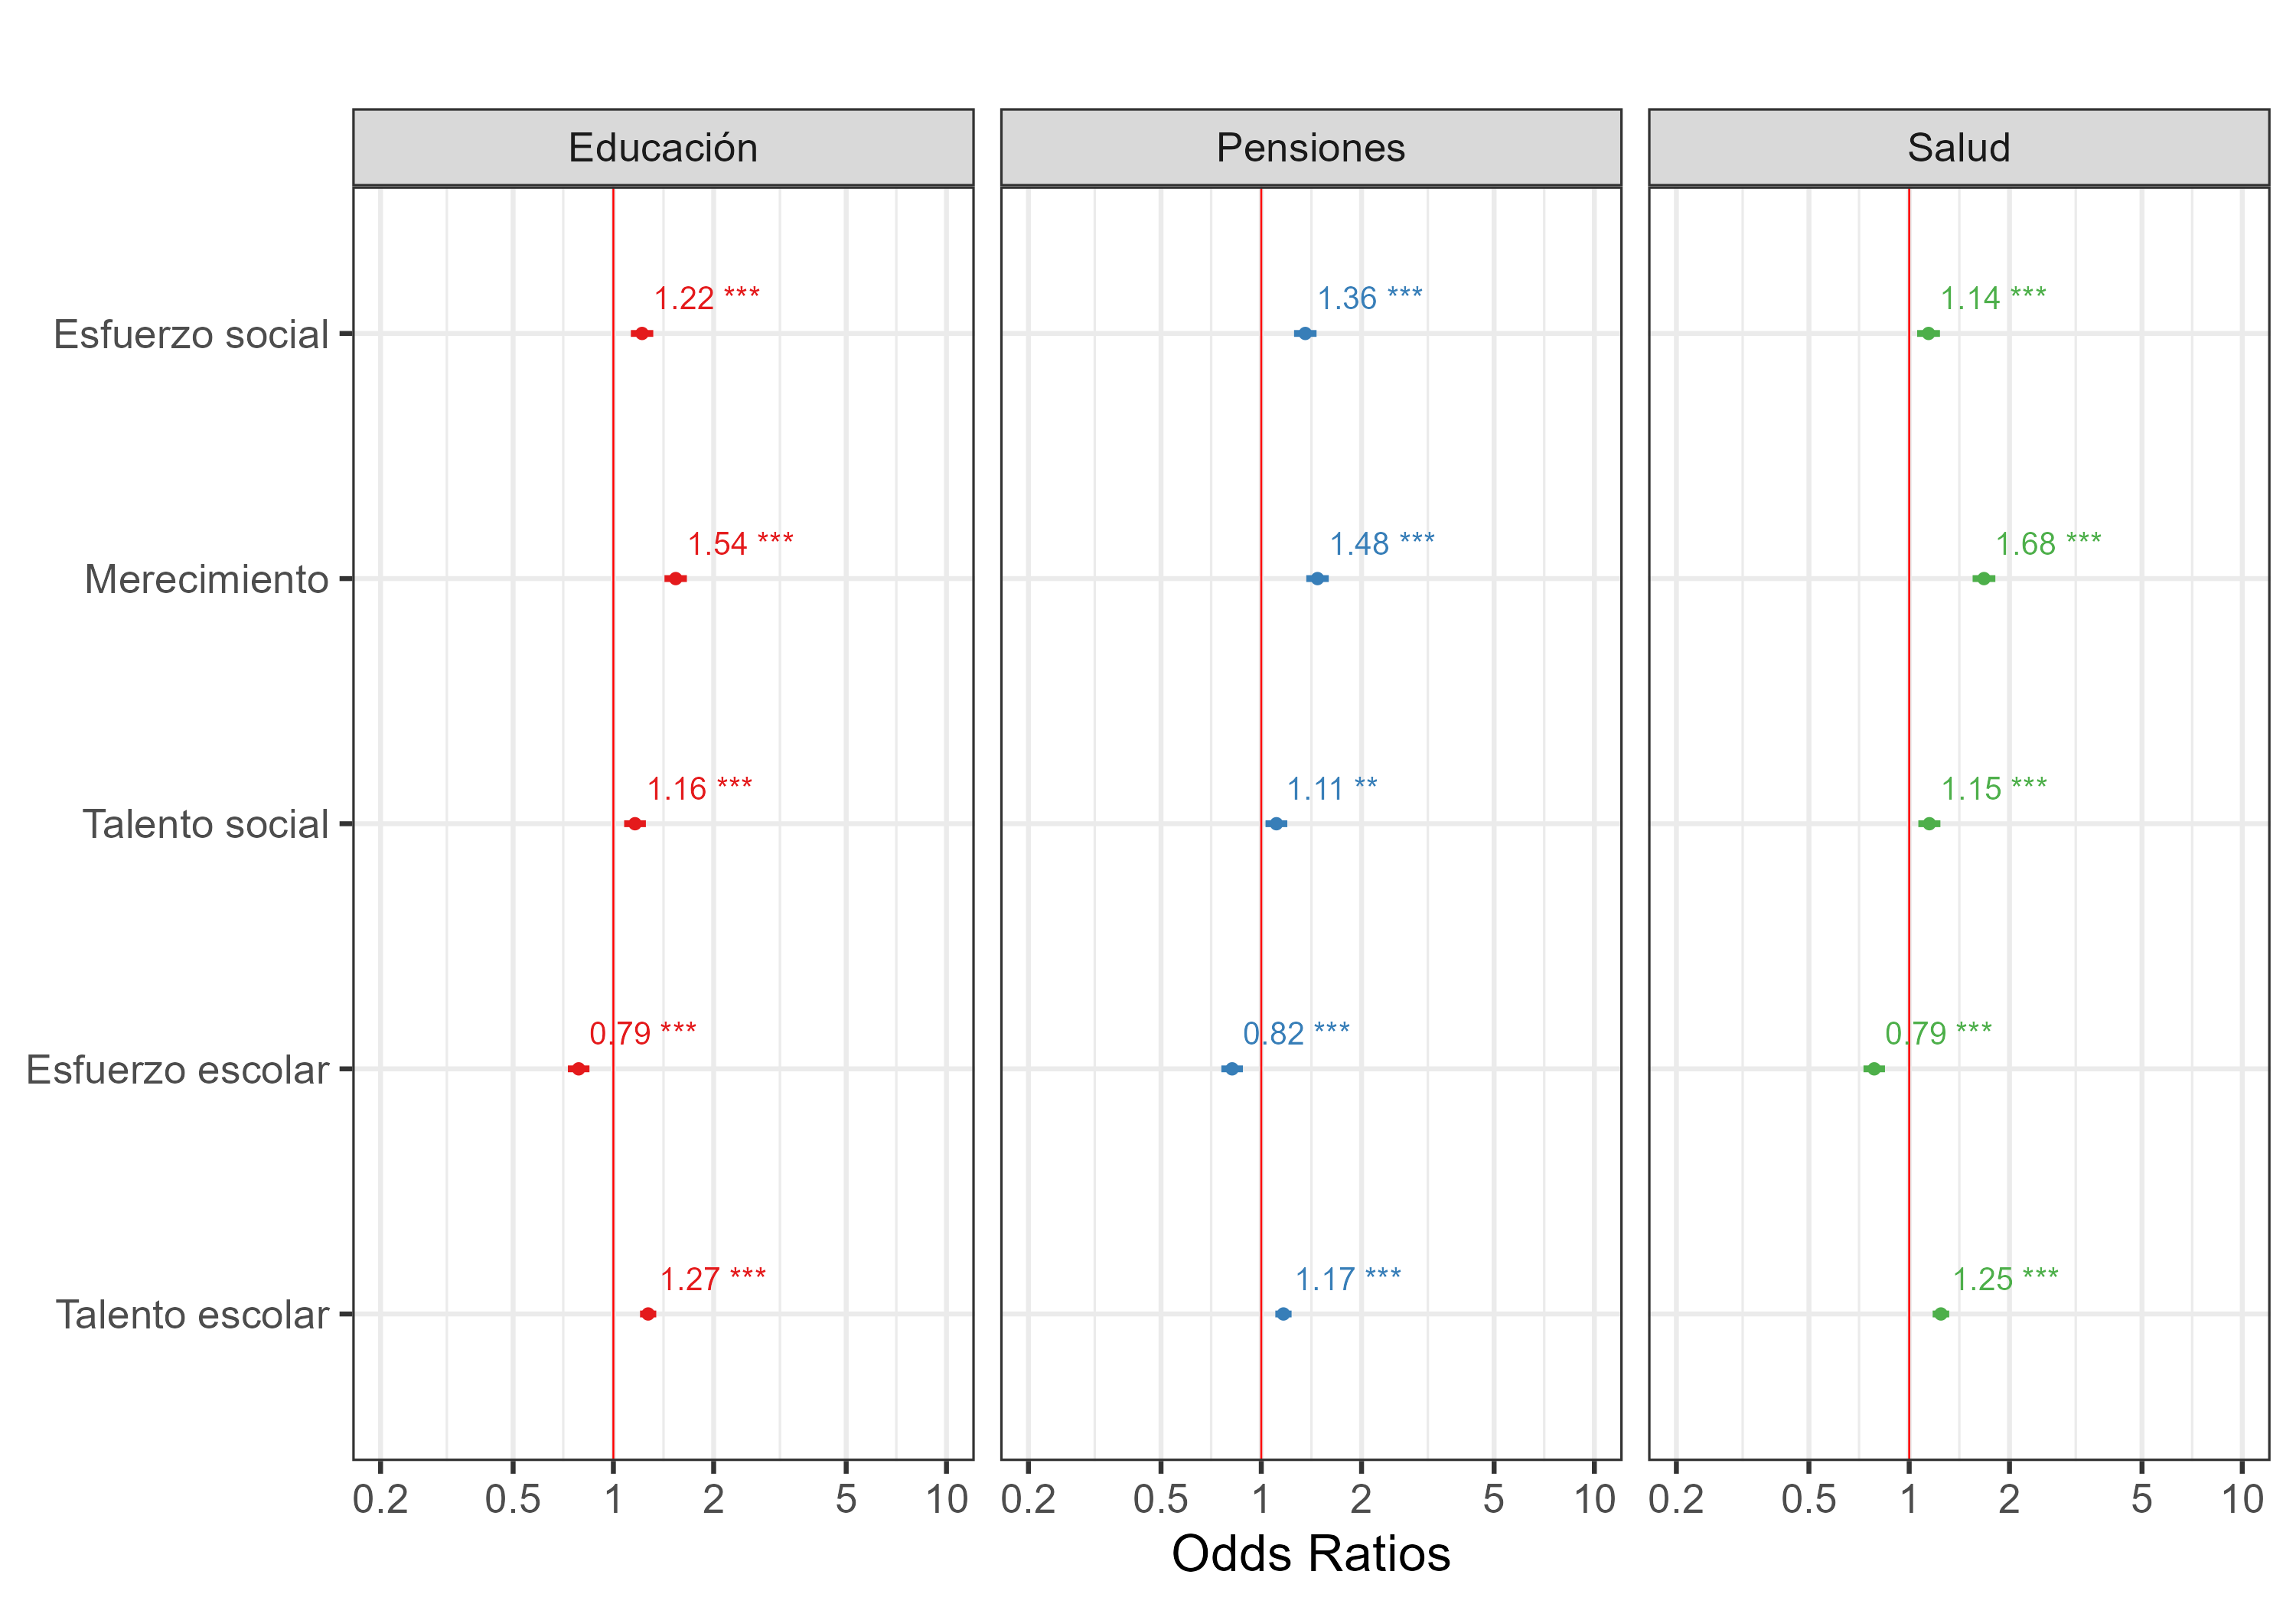 Educación Pensiones Salud
Esfuerzo social 1.22 *** 1.36 *** 1.14 ***
Merecimiento 1.54 *** 1.48 *** 1.68 ***
Talento social 1.16 *** 1.11 ** 1.15 ***
Esfuerzo escolar 0.79 *** 0.82 *** 0.79 ***
Talento escolar 1.27 *** 1.17 *** 1.25 ***
0.2 0.5 1 2 5 10 0.2 0.5 1 2 5 10 0.2 0.5 1 2 5 10
Odds Ratios